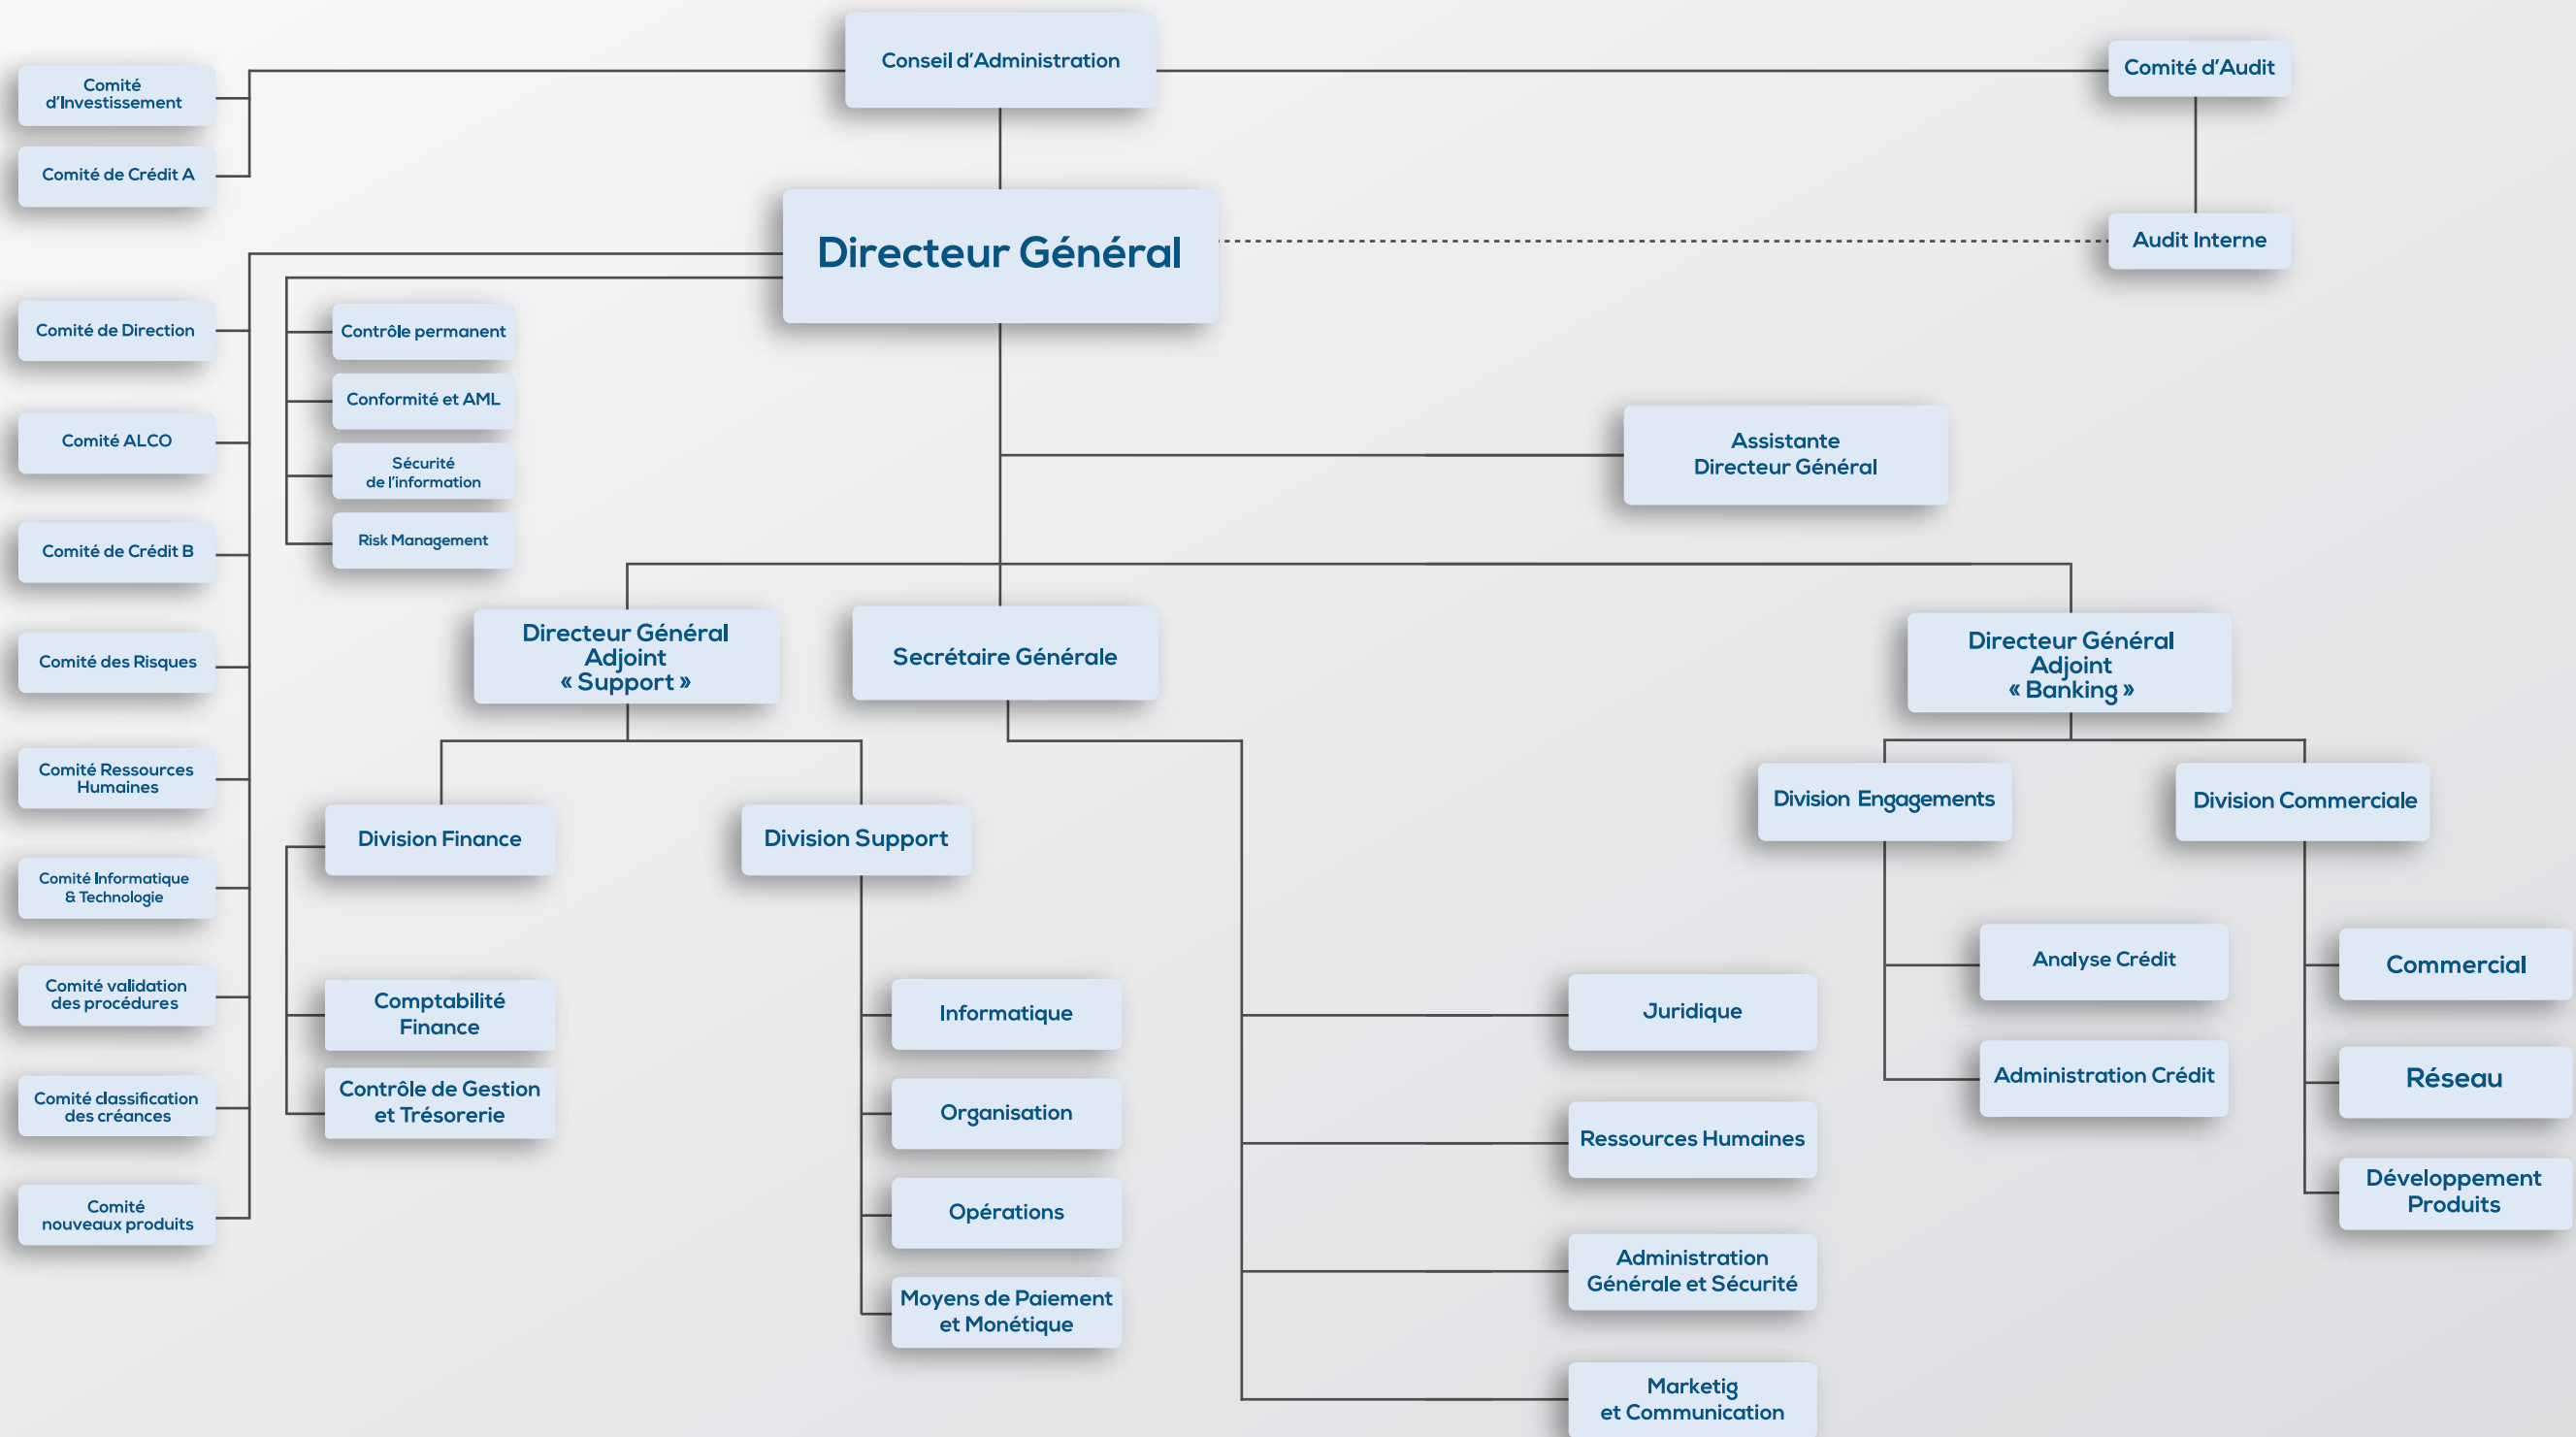 Conseil d'Administration
Comité d'Audit
Comité
d'Investissement
Comité de Crédit A
Directeur Général
Audit Interne
Comité de Direction
Comité ALCO
Comité de Crédit B
Comité des Risques
Comité Ressources
Humaines
Comité Informatique
& Technologie
Comité validation
des procédures
Comité classification
des créances
Comité
nouveaux produits
Contrôle permanent
Conformité et AML
Sécurité
de l'information
Risk Management
Assistante
Directeur Général
Directeur Général
Adjoint
« Support »
Secrétaire Générale
Directeur Général
Adjoint
« Banking »
Division Finance
Division Support
Division Engagements
Division Commerciale
Comptabilité
Finance
Contrôle de Gestion
et Trésorerie
Informatique
Organisation
Opérations
Moyens de Paiement
et Monétique
Juridique
Ressources Humaines
Administration
Générale et Sécurité
Marketig
et Communication
Analyse Crédit
Administration Crédit
Commercial
Réseau
Développement
Produits